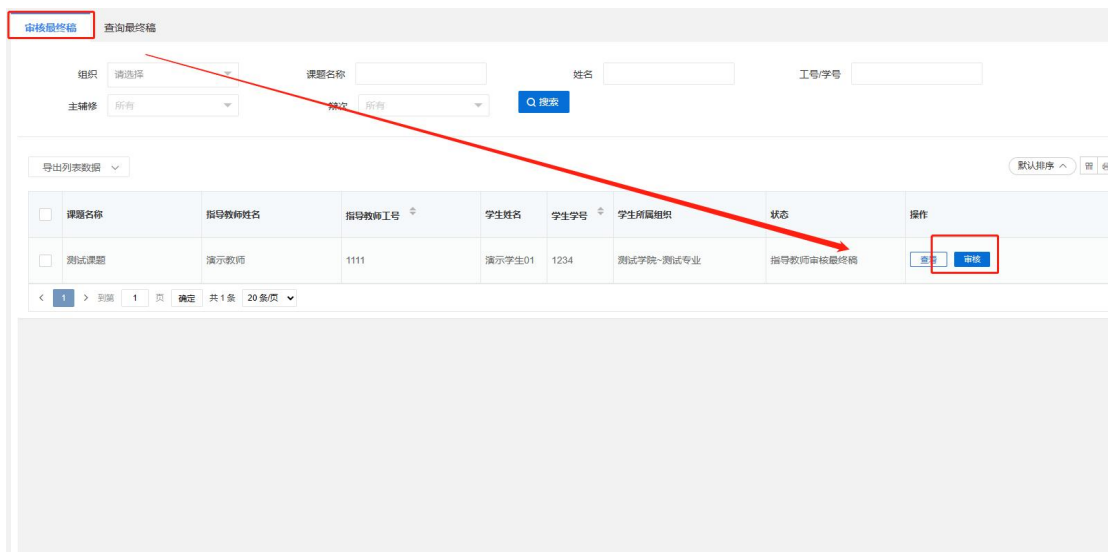 审核最终稿 查询最终稿
组织 请选择 课题名称 姓名 工号/学号
主辅修 所有 所有 搜索
导出列表数据 默认排序
课题名称 指导教师姓名 指导教师工号 学生姓名 学生学号 学生所属组织 状态 操作
测试课题 演示教师 1111 演示学生01 1234 测试学院~测试专业 指导教师审核最终稿 查看 审核
1 到第 1 页 确定 共1条 20条/页